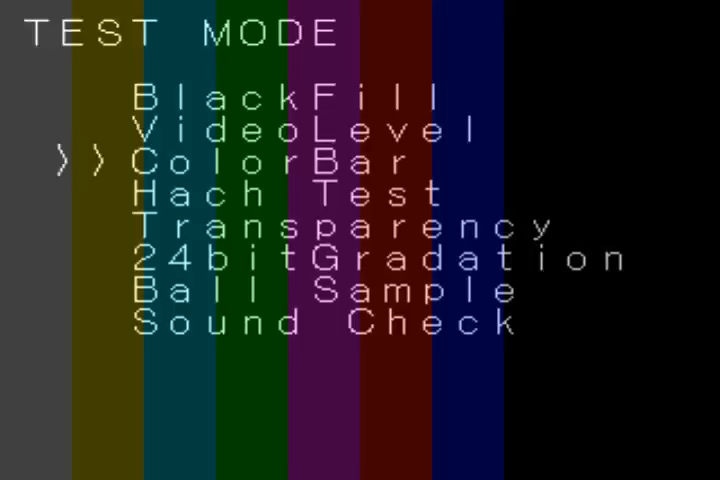 TEST MODE
BlackFill
VideoLevel
》》ColorBar
Hach Test
Transparency
24bitGradation
Ball Sample
Sound Check